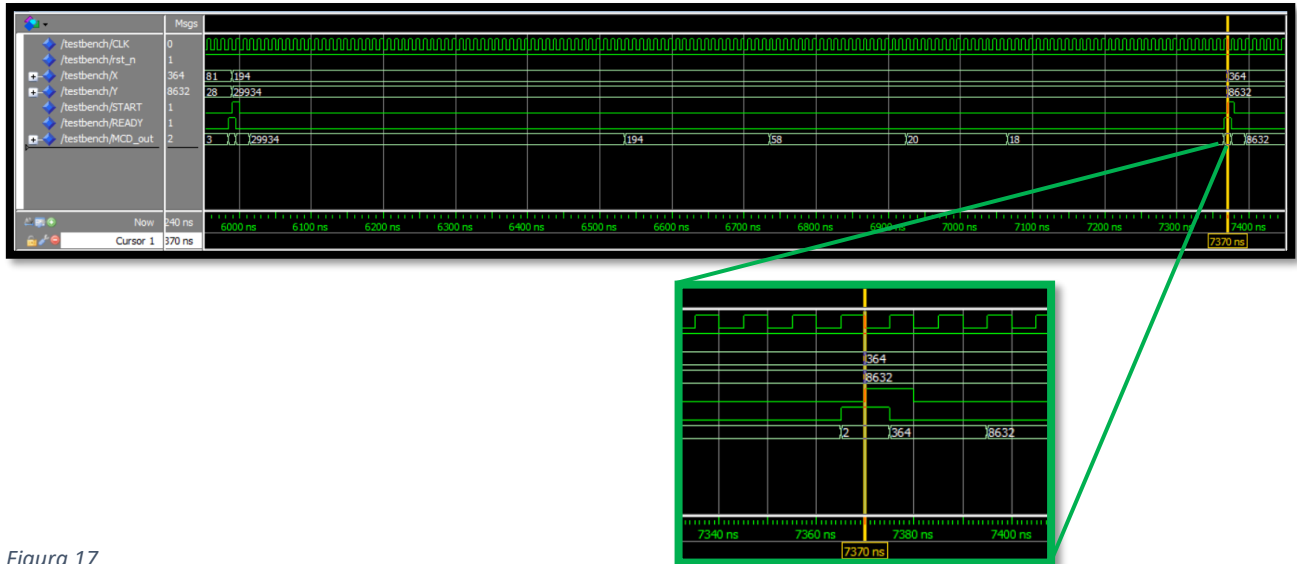 Msgs
/testbench/CLK 0
/testbench/rst_n 1
/testbench/X 364 81 194 364
/testbench/Y 8632 28 29934 8632
/testbench/START 1
/testbench/READY 1
/testbench/MCD_out 2 3 29934 194 58 20 18 8632
Now 240 ns 6000 ns 6100 ns 6200 ns 6300 ns 6400 ns 6500 ns 6600 ns 6700 ns 6800 ns 6900 ns 7000 ns 7100 ns 7200 ns 7300 ns 7400 ns
Cursor 1 370 ns 7370 ns
364
8632
2 364 8632
7340 ns 7360 ns 7380 ns 7400 ns
7370 ns
Figura 17